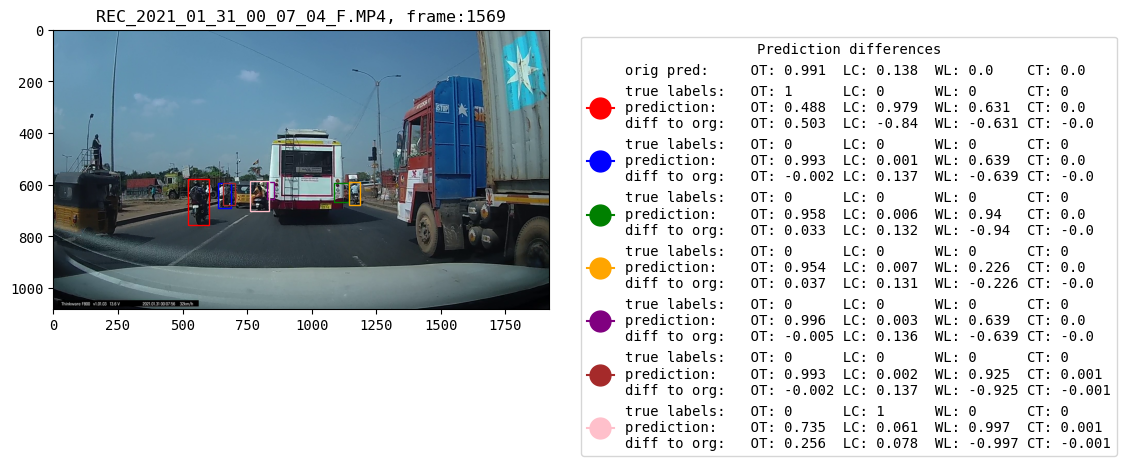 REC_2021_01_31_00_07_04_F.MP4, frame:1569
0
200
400
600
800
1000
0 250 500 750 1000 1250 1500 1750
Prediction differences
orig pred: OT: 0.991 LC: 0.138 WL: 0.0 CT: 0.0
true labels: OT: 1 LC: 0 WL: 0 CT: 0
prediction: OT: 0.488 LC: 0.979 WL: 0.631 CT: 0.0
diff to org: OT: 0.503 LC: -0.84 WL: -0.631 CT: -0.0
true labels: OT: 0 LC: 0 WL: 0 CT: 0
prediction: OT: 0.993 LC: 0.001 WL: 0.639 CT: 0.0
diff to org: OT: -0.002 LC: 0.137 WL: -0.639 CT: -0.0
true labels: OT: 0 LC: 0 WL: 0 CT: 0
prediction: OT: 0.958 LC: 0.006 WL: 0.94 CT: 0.0
diff to org: OT: 0.033 LC: 0.132 WL: -0.94 CT: -0.0
true labels: OT: 0 LC: 0 WL: 0 CT: 0
prediction: OT: 0.954 LC: 0.007 WL: 0.226 CT: 0.0
diff to org: OT: 0.037 LC: 0.131 WL: -0.226 CT: -0.0
true labels: OT: 0 LC: 0 WL: 0 CT: 0
prediction: OT: 0.996 LC: 0.003 WL: 0.639 CT: 0.0
diff to org: OT: -0.005 LC: 0.136 WL: -0.639 CT: -0.0
true labels: OT: 0 LC: 0 WL: 0 CT: 0
prediction: OT: 0.993 LC: 0.002 WL: 0.925 CT: 0.001
diff to org: OT: -0.002 LC: 0.137 WL: -0.925 CT: -0.001
true labels: OT: 0 LC: 1 WL: 0 CT: 0
prediction: OT: 0.735 LC: 0.061 WL: 0.997 CT: 0.001
diff to org: OT: 0.256 LC: 0.078 WL: -0.997 CT: -0.001